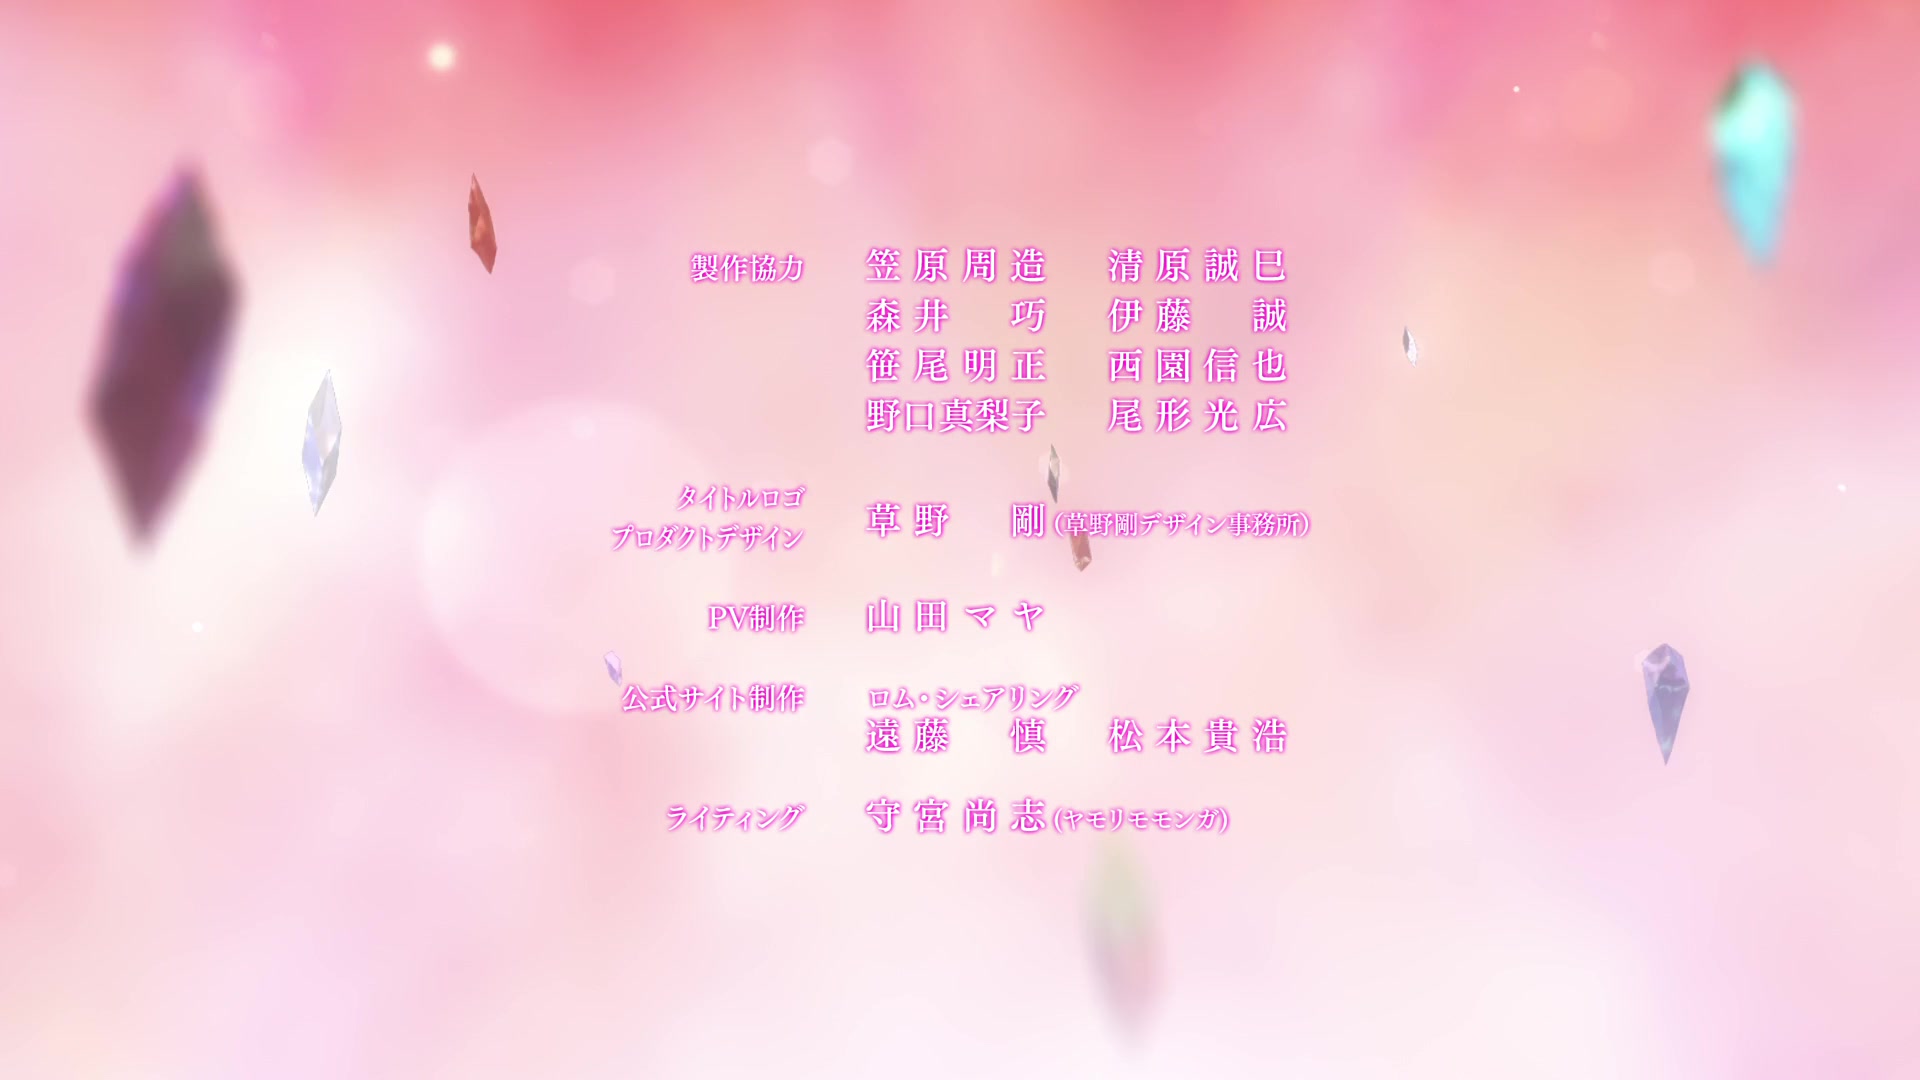 製作協力 笠原周造 清原誠巳
森井 巧 伊藤 誠
笹尾明正 西園信也
野口真梨子 尾形光広
タイトルロゴ
プロダクトデザイン 草野 剛(草野剛デザイン事務所)
PV制作 山田マヤ
公式サイト制作 ロム・シェアリング
遠藤 慎 松本貴浩
ライティング 守宮尚志(ヤモリモモンガ)